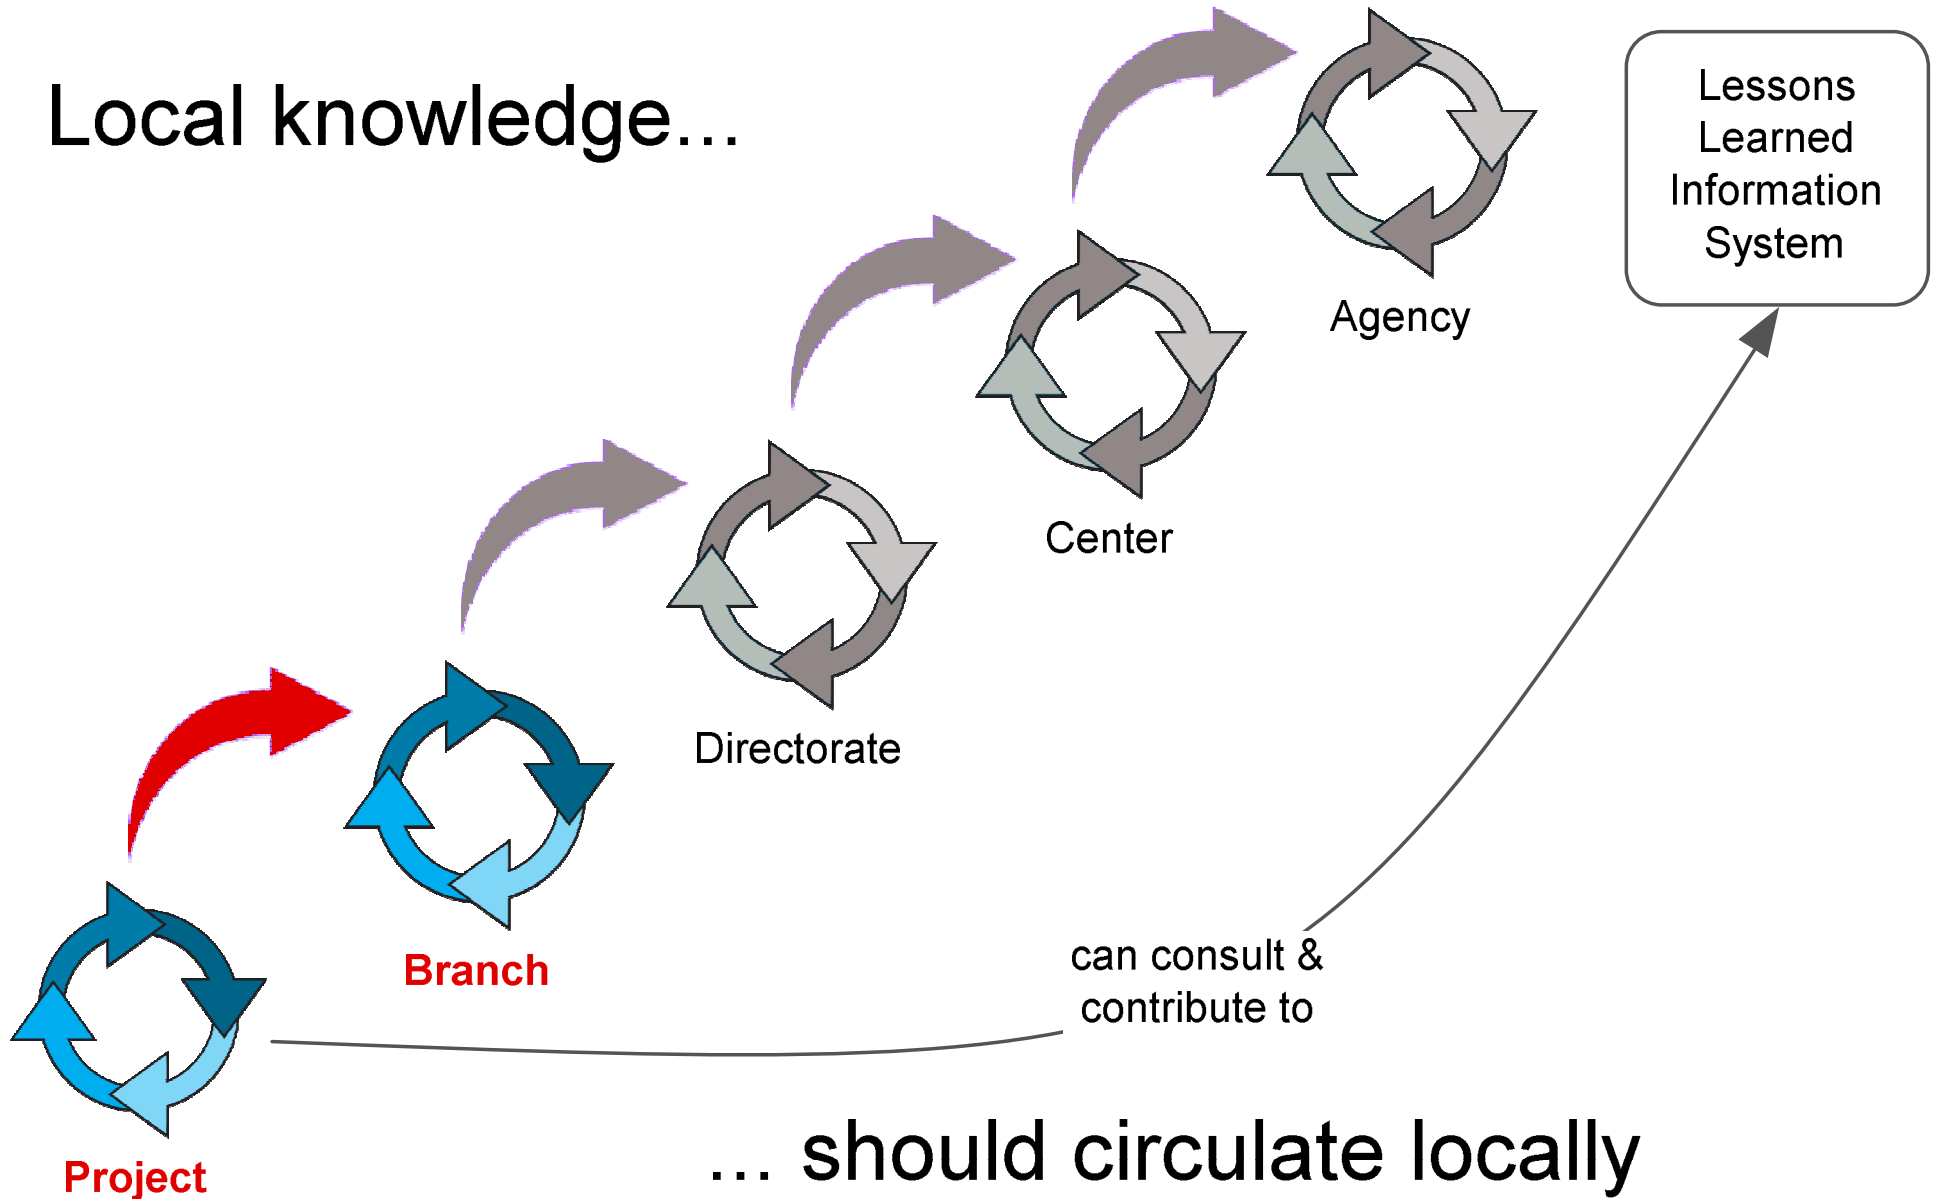 Local knowledge...
Lessons
Learned
Information
System
Agency
Center
Directorate
Branch
can consult &
contribute to
Project
... should circulate locally